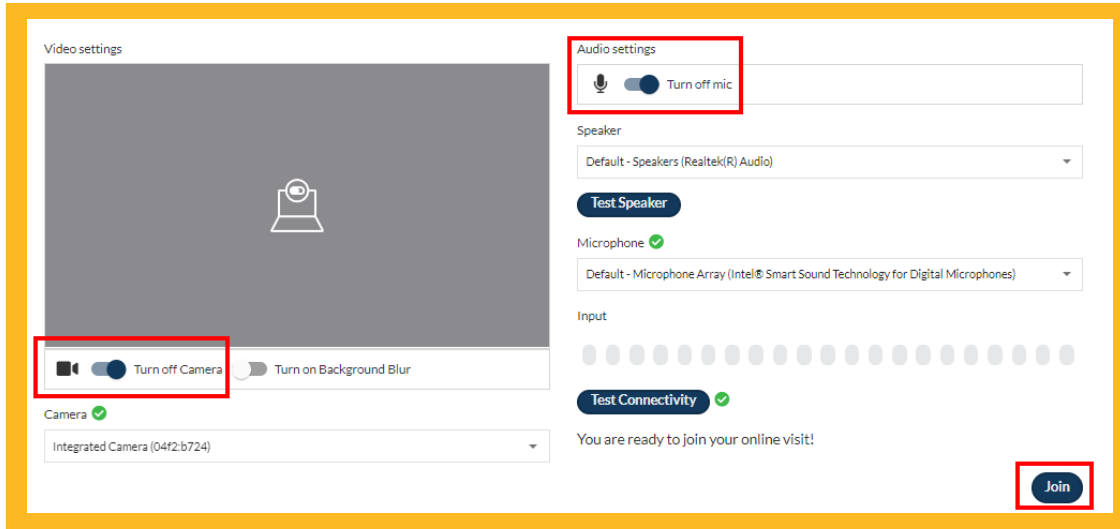 Video settings
Turn off Camera
Turn on Background Blur
Camera
Integrated Camera (04f2:b724)
Audio settings
Turn off mic
Speaker
Default - Speakers (Realtek(R) Audio)
Test Speaker
Microphone
Default - Microphone Array (Intel® Smart Sound Technology for Digital Microphones)
Input
Test Connectivity
You are ready to join your online visit!
Join